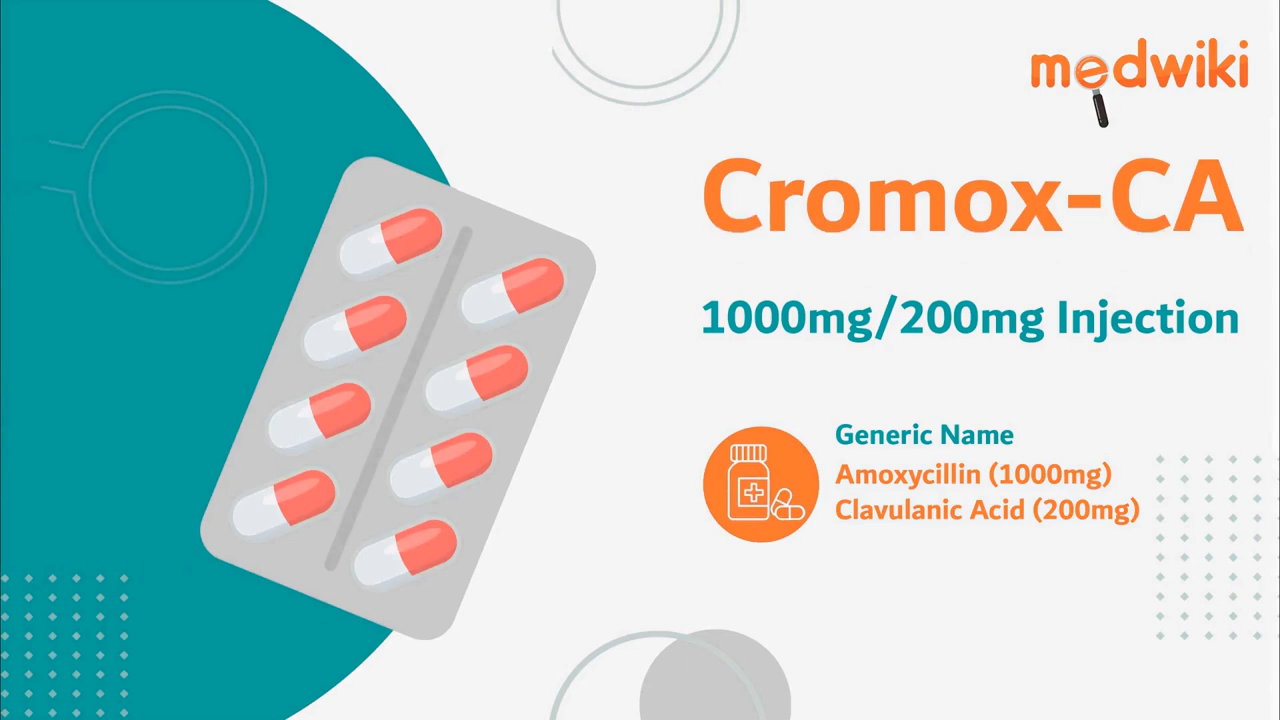 medwiki
Cromox-CA
1000mg/200mg Injection
Generic Name
Amoxycillin (1000mg)
Clavulanic Acid (200mg)